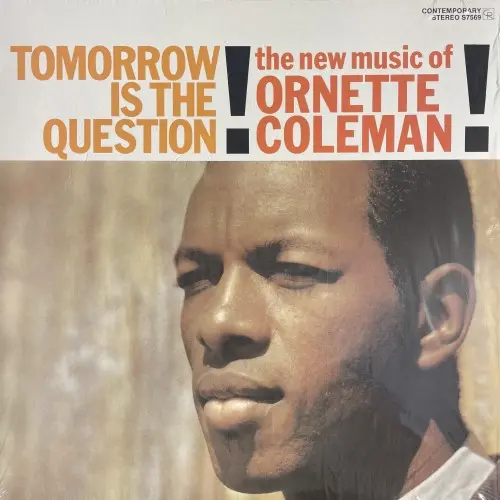 CONTEMPORARY
STEREO S7569
TOMORROW
IS THE
QUESTION!
the new music of
ORNETTE
COLEMAN!